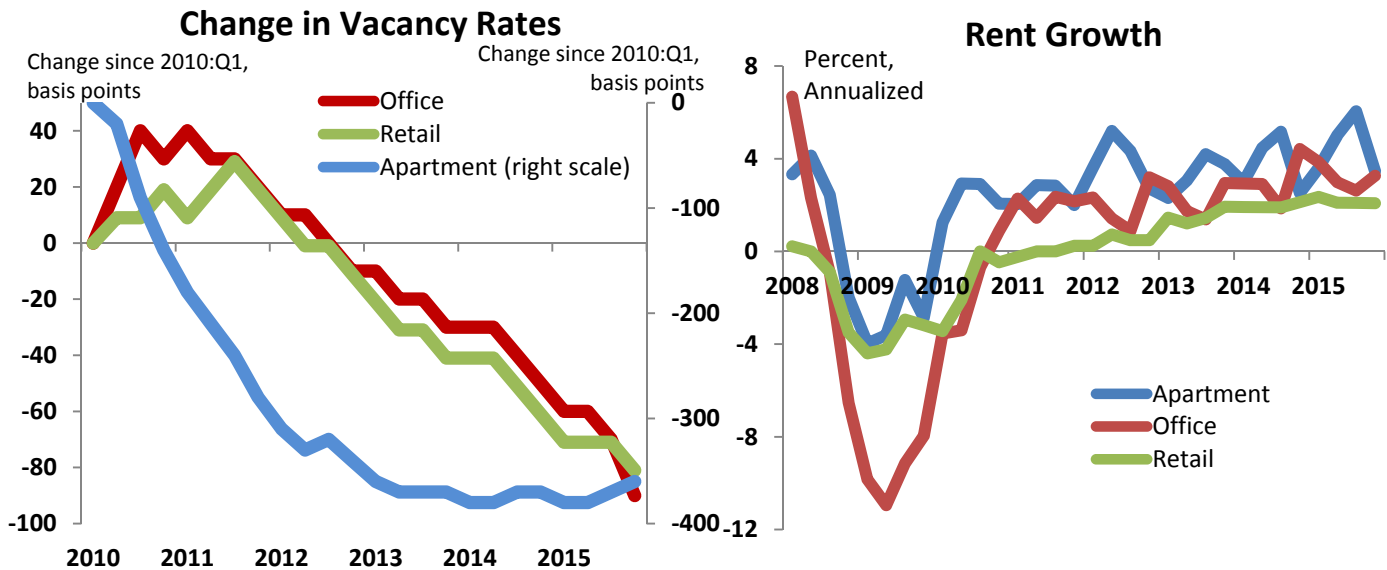 Change in Vacancy Rates
Change since 2010:Q1,
basis points
Change since 2010:Q1,
basis points
Office
Retail
Apartment (right scale)
40
20
0
-20
-40
-60
-80
-100
0
-100
-200
-300
-400
2010 2011 2012 2013 2014 2015
Rent Growth
Percent,
Annualized
8
4
0
-4
-8
-12
2008 2009 2010 2011 2012 2013 2014 2015
Apartment
Office
Retail